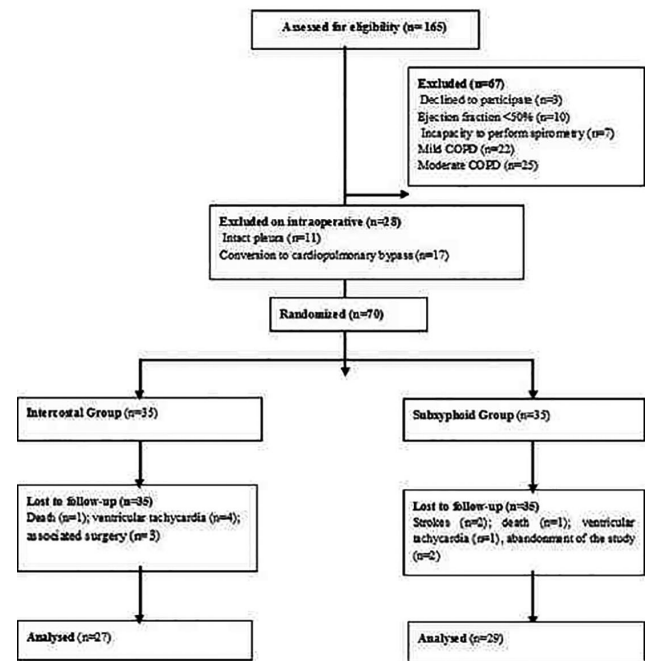 Assessed for eligibility (n= 165)
Excluded (n=67)
Declined to participate (n=3)
Ejection fraction <50% (n=10)
Incapacity to perform spirometry (n=7)
Mild COPD (n=22)
Moderate COPD (n=25)
Excluded on intraoperative (n=28)
Intact pleura (n=11)
Conversion to cardiopulmonary bypass (n=17)
Randomized (n=70)
Intercostal Group (n=35)
Subxyphoid Group (n=35)
Lost to follow-up (n=35)
Death (n=1); ventricular tachycardia (n=4);
associated surgery (n=3)
Lost to follow-up (n=35)
Strokes (n=2); death (n=1); ventricular
tachycardia (n=1), abandonment of the study
(n=2)
Analysed (n=27)
Analysed (n=29)